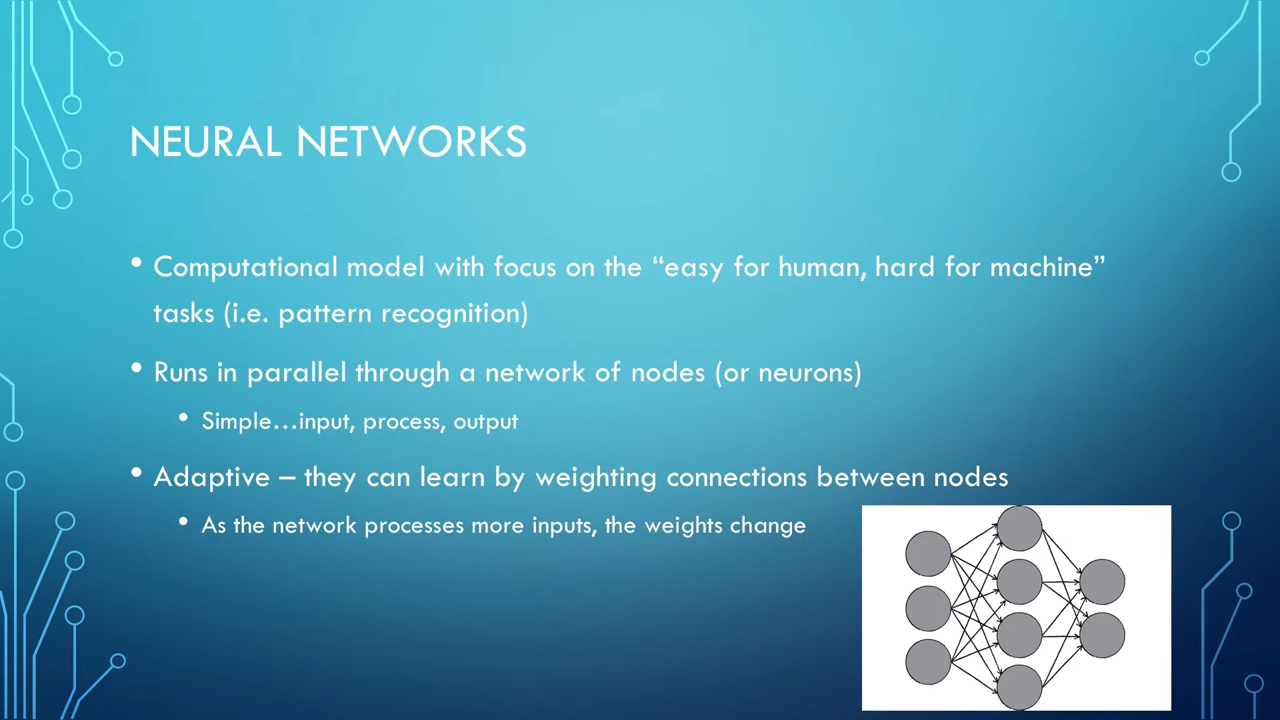 NEURAL NETWORKS
• Computational model with focus on the “easy for human, hard for machine”
tasks (i.e. pattern recognition)
• Runs in parallel through a network of nodes (or neurons)
• Simple…input, process, output
• Adaptive – they can learn by weighting connections between nodes
• As the network processes more inputs, the weights change